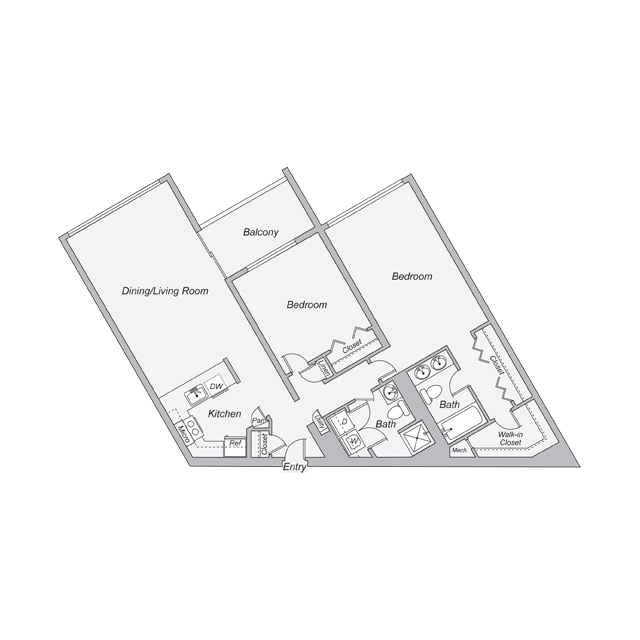 Balcony
Bedroom
Dining/Living Room
Bedroom
Closet
Linen
Closet
DW
Kitchen
Pan
Utility
Bath
Bath
Micro
Ref
Closet
D
W
Walk-in
Closet
Mech
Entry